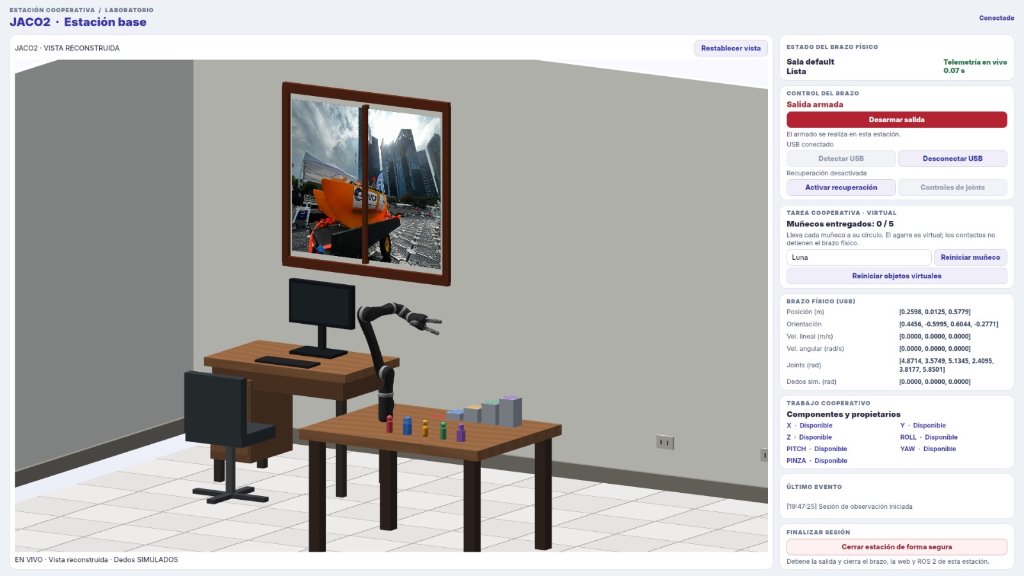 ESTACIÓN COOPERATIVA / LABORATORIO
JACO2 · Estación base
Conectado
JACO2 · VISTA RECONSTRUIDA
Restablecer vista
EN VIVO · Vista reconstruida · Dedos SIMULADOS
ESTADO DEL BRAZO FÍSICO
Sala default
Lista
Telemetría en vivo
0.07 s
CONTROL DEL BRAZO
Salida armada
Desarmar salida
El armado se realiza en esta estación.
USB conectado
Detectar USB
Desconectar USB
Recuperación desactivada
Activar recuperación
Controles de joints
TAREA COOPERATIVA · VIRTUAL
Muñecos entregados: 0 / 5
Lleva cada muñeco a su círculo. El agarre es virtual; los contactos no
detienen el brazo físico.
Luna
Reiniciar muñeco
Reiniciar objetos virtuales
BRAZO FÍSICO (USB)
Posición (m) [0.2598, 0.0125, 0.5779]
Orientación [0.4456, -0.5995, 0.6044, -0.2771]
Vel. lineal (m/s) [0.0000, 0.0000, 0.0000]
Vel. angular (rad/s) [0.0000, 0.0000, 0.0000]
Joints (rad) [4.8714, 3.5749, 5.1345, 2.4095,
3.8177, 5.8501]
Dedos sim. (rad) [0.0000, 0.0000, 0.0000]
TRABAJO COOPERATIVO
Componentes y propietarios
X · Disponible
Y · Disponible
Z · Disponible
ROLL · Disponible
PITCH · Disponible
YAW · Disponible
PINZA · Disponible
ÚLTIMO EVENTO
[19:47:25] Sesión de observación iniciada
FINALIZAR SESIÓN
Cerrar estación de forma segura
Detiene la salida y cierra el brazo, la web y ROS 2 de esta estación.